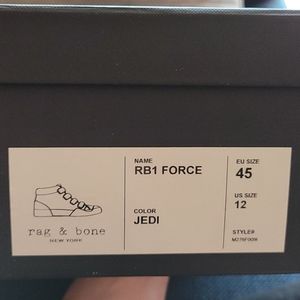 NAME
RB1 FORCE
COLOR
JEDI
EU SIZE
45
US SIZE
12
STYLE#
rag & bone
NEW YORK